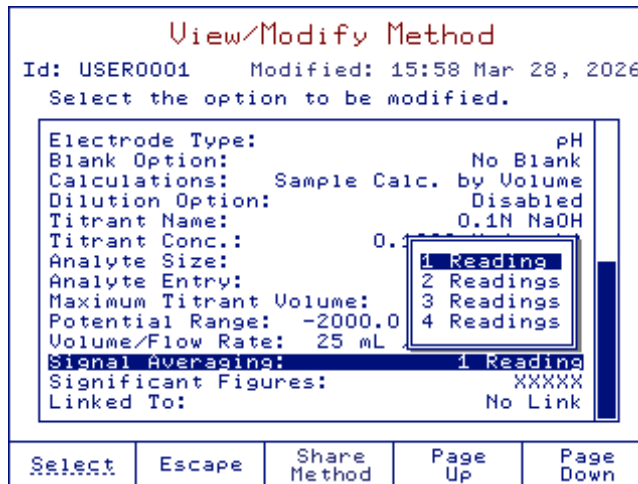 View/Modify Method
Id: USER0001 Modified: 15:58 Mar 28, 2026
Select the option to be modified.
Electrode Type: pH
Blank Option: No Blank
Calculations: Sample Calc. by Volume
Dilution Option: Disabled
Titrant Name: 0.1N NaOH
Titrant Conc.: 0.
Analyte Size:
Analyte Entry:
Maximum Titrant Volume:
Potential Range: -2000.0
Volume/Flow Rate: 25 mL
Signal Averaging: 1 Reading
Significant Figures: XXXXX
Linked To: No Link
1 Reading
2 Readings
3 Readings
4 Readings
Select
Escape
Share Method
Page Up
Page Down